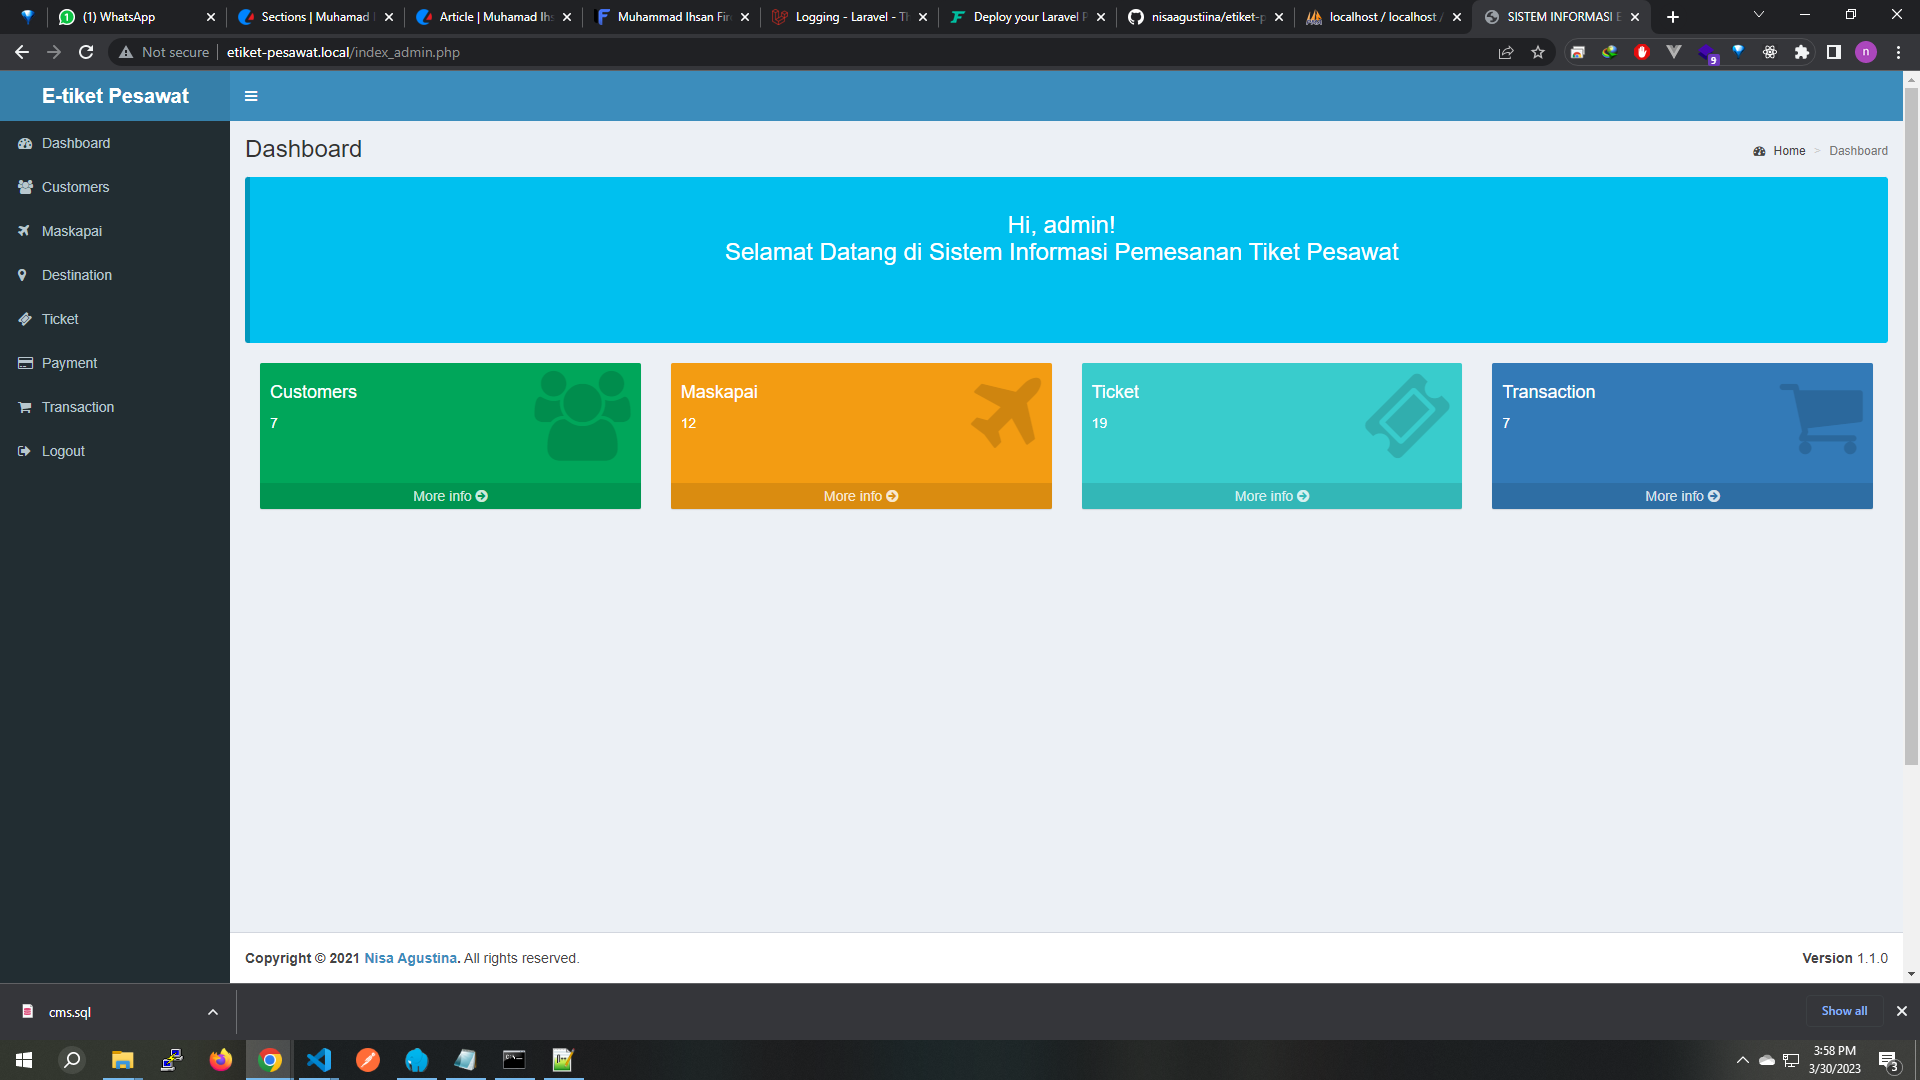 (1) WhatsApp
Sections | Muhamad
Article | Muhamad Ihs
Muhammad Ihsan Fir
Logging - Laravel - Th
Deploy your Laravel P
nisaagustiina/etiket-p
localhost / localhost /
SISTEM INFORMASI E
Not secure
etiket-pesawat.local/index_admin.php
9
n
E-tiket Pesawat
Dashboard
Customers
Maskapai
Destination
Ticket
Payment
Transaction
Logout
Dashboard
Home > Dashboard
Hi, admin!
Selamat Datang di Sistem Informasi Pemesanan Tiket Pesawat
Customers
7
More info
Maskapai
12
More info
Ticket
19
More info
Transaction
7
More info
Copyright © 2021 Nisa Agustina. All rights reserved.
Version 1.1.0
cms.sql
Show all
3:58 PM
3/30/2023
3